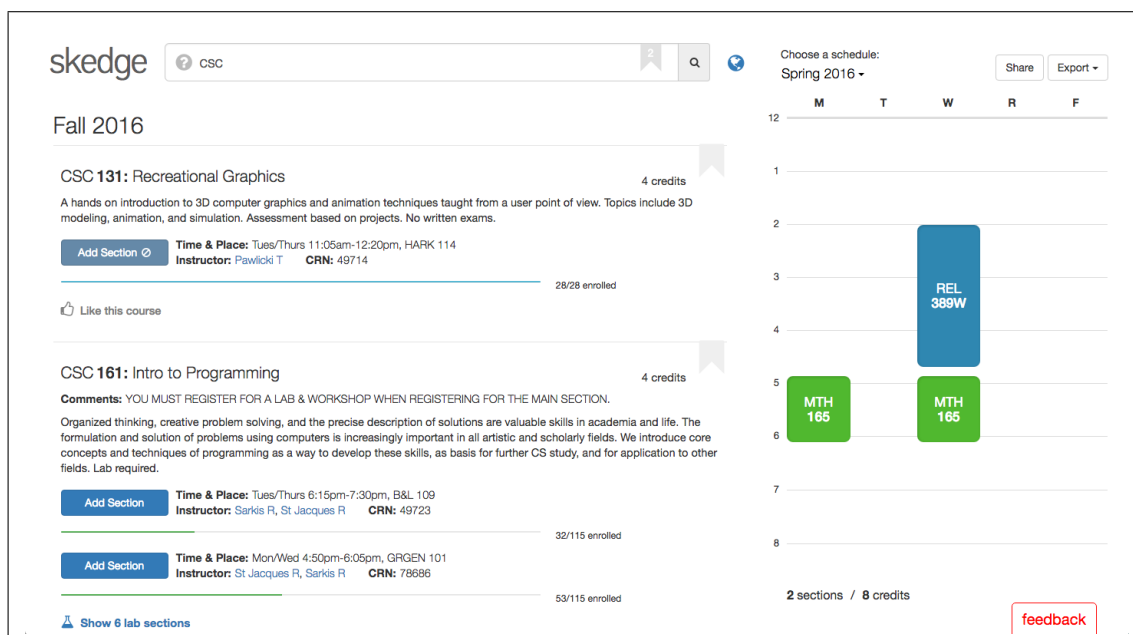 skedge
CSC
2
Fall 2016
CSC 131: Recreational Graphics
4 credits
A hands on introduction to 3D computer graphics and animation techniques taught from a user point of view. Topics include 3D
modeling, animation, and simulation. Assessment based on projects. No written exams.
Add Section
Time & Place: Tues/Thurs 11:05am-12:20pm, HARK 114
Instructor: Pawlicki T CRN: 49714
28/28 enrolled
Like this course
CSC 161: Intro to Programming
4 credits
Comments: YOU MUST REGISTER FOR A LAB & WORKSHOP WHEN REGISTERING FOR THE MAIN SECTION.
Organized thinking, creative problem solving, and the precise description of solutions are valuable skills in academia and life. The
formulation and solution of problems using computers is increasingly important in all artistic and scholarly fields. We introduce core
concepts and techniques of programming as a way to develop these skills, as basis for further CS study, and for application to other
fields. Lab required.
Add Section
Time & Place: Tues/Thurs 6:15pm-7:30pm, B&L 109
Instructor: Sarkis R, St Jacques R CRN: 49723
32/115 enrolled
Add Section
Time & Place: Mon/Wed 4:50pm-6:05pm, GRGEN 101
Instructor: St Jacques R, Sarkis R CRN: 78686
53/115 enrolled
Show 6 lab sections
Choose a schedule:
Spring 2016
Share
Export
M T W R F
12
1
2
3
REL
389W
4
5
MTH
165
MTH
165
6
7
8
2 sections / 8 credits
feedback